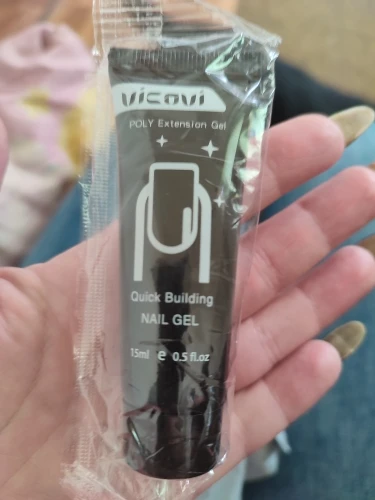 vicovi
POLY Extension Gel
Quick Building
NAIL GEL
15ml e 0.5 fl.oz